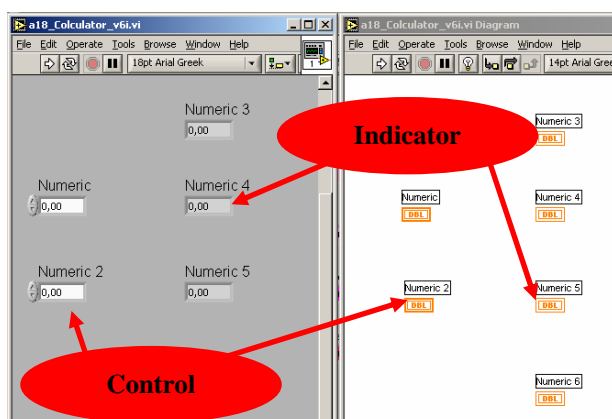 a18_Colculator_v6i.vi
File Edit Operate Tools Browse Window Help
18pt Arial Greek
1
Numeric 3
0,00
Numeric
0,00
Numeric 4
0,00
Numeric 2
0,00
Numeric 5
0,00
a18_Colculator_v6i.vi Diagram
File Edit Operate Tools Browse Window Help
14pt Arial Gree
Numeric 3
DBL
Numeric
DBL
Numeric 4
DBL
Numeric 2
DBL
Numeric 5
DBL
Numeric 6
DBL
Indicator
Control